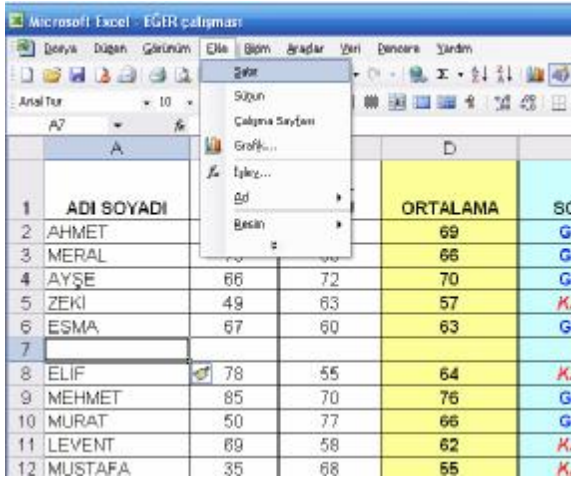 Microsoft Excel - EĞER çalışması
Dosya Düzen Görünüm Ekle Biçim Araçlar Veri Pencere Yardım
Satır
Arial Tur 10
Sütun
Çalışma Sayfası
A7 fx
Grafik...
A D
İşlev...
Ad
1 ADI SOYADI ORTALAMA
Resim
2 AHMET 69 G
3 MERAL 66 G
4 AYŞE 66 72 70 G
5 ZEKİ 49 63 57 K
6 ESMA 67 60 63 G
7
8 ELİF 78 55 64 K
9 MEHMET 85 70 76 G
10 MURAT 50 77 66 G
11 LEVENT 69 58 62 K
12 MUSTAFA 35 68 55 K